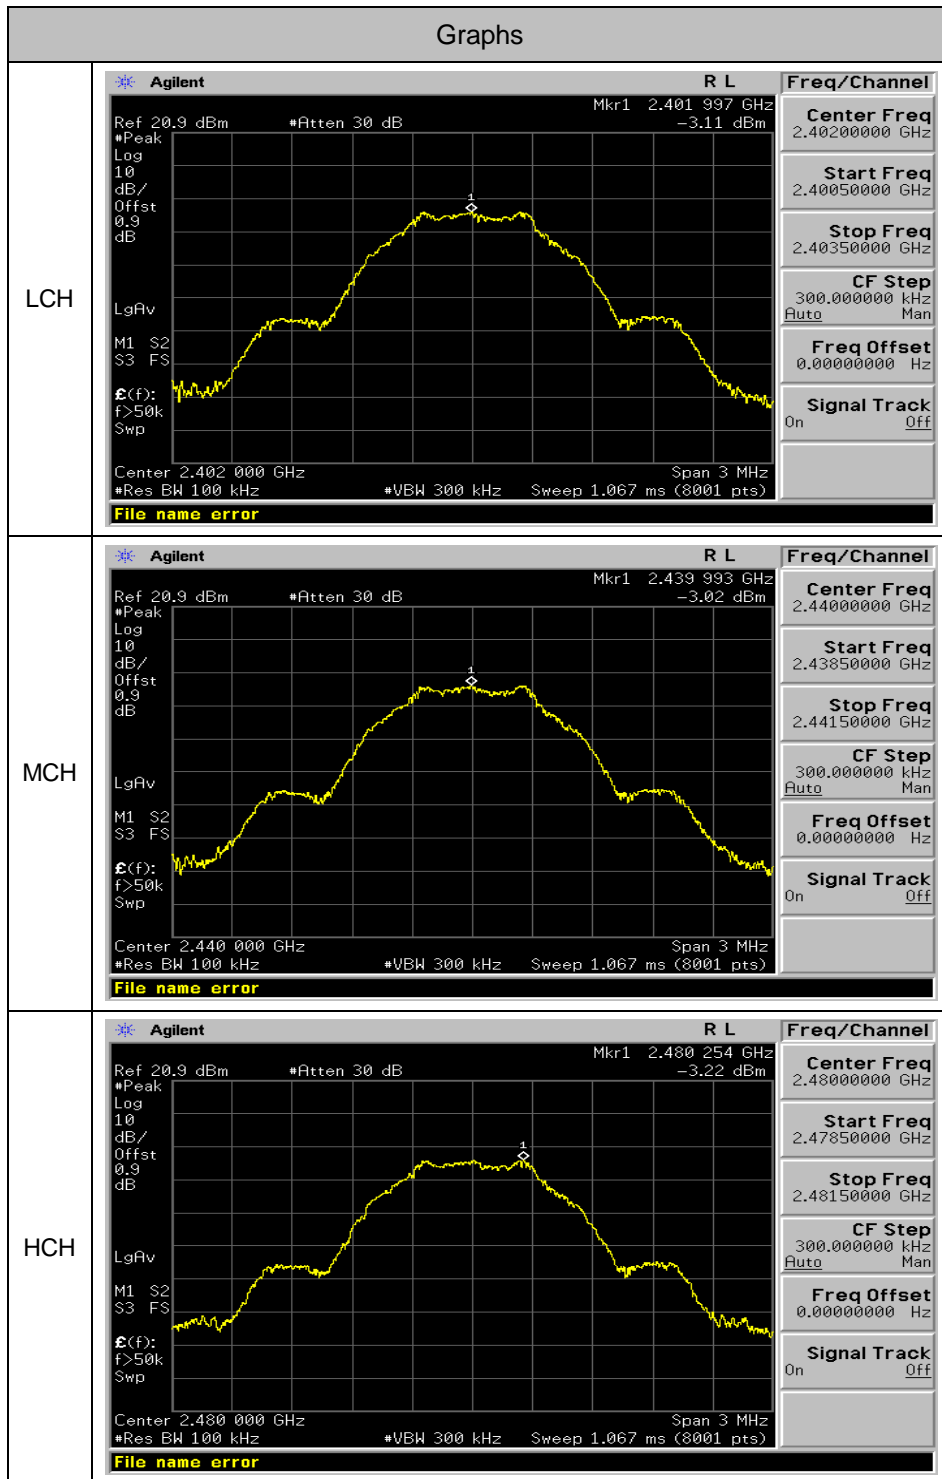 Graphs
LCH
Agilent R L Freq/Channel
Mkr1 2.401 997 GHz
Ref 20.9 dBm #Atten 30 dB -3.11 dBm
#Peak
Log
10
dB/
Offst
0.9
dB
1
LgAv
M1 S2
S3 FS
£(f):
f>50k
Swp
Center 2.402 000 GHz Span 3 MHz
#Res BW 100 kHz #VBW 300 kHz Sweep 1.067 ms (8001 pts)
File name error
Center Freq
2.40200000 GHz
Start Freq
2.40050000 GHz
Stop Freq
2.40350000 GHz
CF Step
300.000000 kHz
Auto Man
Freq Offset
0.00000000 Hz
Signal Track
On Off
MCH
Agilent R L Freq/Channel
Mkr1 2.439 993 GHz
Ref 20.9 dBm #Atten 30 dB -3.02 dBm
#Peak
Log
10
dB/
Offst
0.9
dB
1
LgAv
M1 S2
S3 FS
£(f):
f>50k
Swp
Center 2.440 000 GHz Span 3 MHz
#Res BW 100 kHz #VBW 300 kHz Sweep 1.067 ms (8001 pts)
File name error
Center Freq
2.44000000 GHz
Start Freq
2.43850000 GHz
Stop Freq
2.44150000 GHz
CF Step
300.000000 kHz
Auto Man
Freq Offset
0.00000000 Hz
Signal Track
On Off
HCH
Agilent R L Freq/Channel
Mkr1 2.480 254 GHz
Ref 20.9 dBm #Atten 30 dB -3.22 dBm
#Peak
Log
10
dB/
Offst
0.9
dB
1
LgAv
M1 S2
S3 FS
£(f):
f>50k
Swp
Center 2.480 000 GHz Span 3 MHz
#Res BW 100 kHz #VBW 300 kHz Sweep 1.067 ms (8001 pts)
File name error
Center Freq
2.48000000 GHz
Start Freq
2.47850000 GHz
Stop Freq
2.48150000 GHz
CF Step
300.000000 kHz
Auto Man
Freq Offset
0.00000000 Hz
Signal Track
On Off